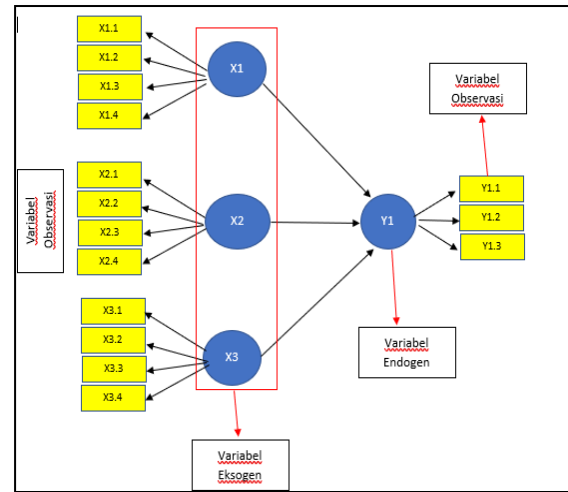 X1.1
X1.2
X1.3
X1.4
X1
Variabel
Observasi
Variabel
Observasi
X2.1
X2.2
X2.3
X2.4
X2
Y1
Y1.1
Y1.2
Y1.3
X3.1
X3.2
X3.3
X3.4
X3
Variabel
Endogen
Variabel
Eksogen